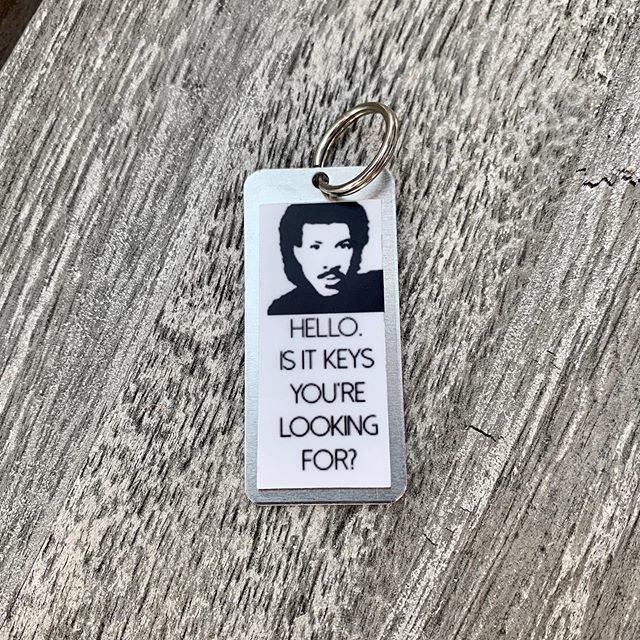 HELLO.
IS IT KEYS
YOU'RE
LOOKING
FOR?